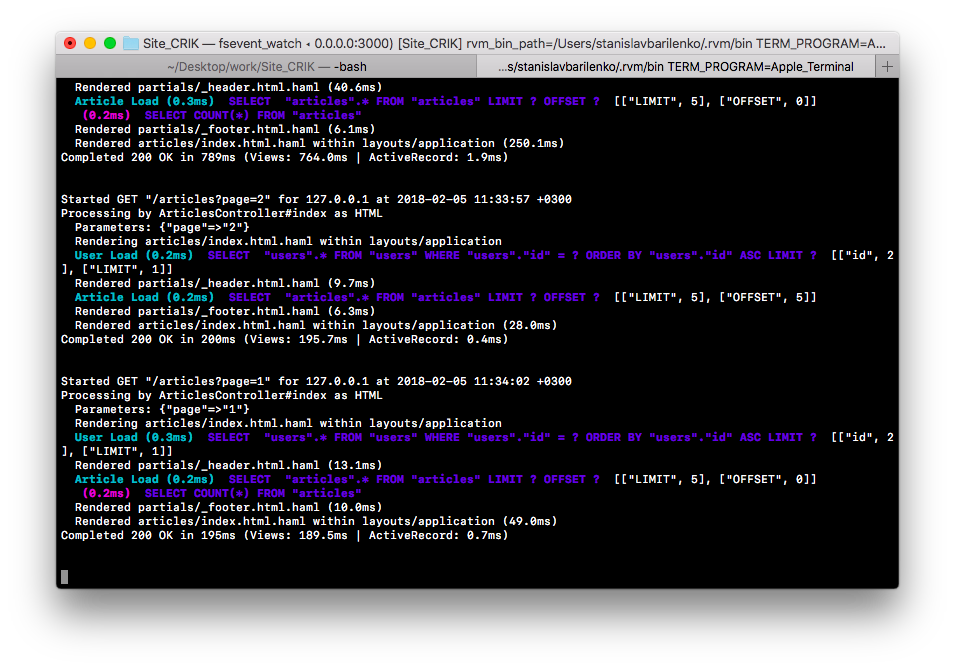 Site_CRIK — fsevent_watch ◂ 0.0.0.0:3000) [Site_CRIK] rvm_bin_path=/Users/stanislavbarilenko/.rvm/bin TERM_PROGRAM=A...
~/Desktop/work/Site_CRIK — -bash
...s/stanislavbarilenko/.rvm/bin TERM_PROGRAM=Apple_Terminal +
Rendered partials/_header.html.haml (40.6ms)
Article Load (0.3ms)  SELECT  "articles".* FROM "articles" LIMIT ? OFFSET ?  [["LIMIT", 5], ["OFFSET", 0]]
(0.2ms)  SELECT COUNT(*) FROM "articles"
Rendered partials/_footer.html.haml (6.1ms)
Rendered articles/index.html.haml within layouts/application (250.1ms)
Completed 200 OK in 789ms (Views: 764.0ms | ActiveRecord: 1.9ms)
Started GET "/articles?page=2" for 127.0.0.1 at 2018-02-05 11:33:57 +0300
Processing by ArticlesController#index as HTML
Parameters: {"page"=>"2"}
Rendering articles/index.html.haml within layouts/application
User Load (0.2ms)  SELECT  "users".* FROM "users" WHERE "users"."id" = ? ORDER BY "users"."id" ASC LIMIT ?  [["id", 2
], ["LIMIT", 1]]
Rendered partials/_header.html.haml (9.7ms)
Article Load (0.2ms)  SELECT  "articles".* FROM "articles" LIMIT ? OFFSET ?  [["LIMIT", 5], ["OFFSET", 5]]
Rendered partials/_footer.html.haml (6.3ms)
Rendered articles/index.html.haml within layouts/application (28.0ms)
Completed 200 OK in 200ms (Views: 195.7ms | ActiveRecord: 0.4ms)
Started GET "/articles?page=1" for 127.0.0.1 at 2018-02-05 11:34:02 +0300
Processing by ArticlesController#index as HTML
Parameters: {"page"=>"1"}
Rendering articles/index.html.haml within layouts/application
User Load (0.3ms)  SELECT  "users".* FROM "users" WHERE "users"."id" = ? ORDER BY "users"."id" ASC LIMIT ?  [["id", 2
], ["LIMIT", 1]]
Rendered partials/_header.html.haml (13.1ms)
Article Load (0.2ms)  SELECT  "articles".* FROM "articles" LIMIT ? OFFSET ?  [["LIMIT", 5], ["OFFSET", 0]]
(0.2ms)  SELECT COUNT(*) FROM "articles"
Rendered partials/_footer.html.haml (10.0ms)
Rendered articles/index.html.haml within layouts/application (49.0ms)
Completed 200 OK in 195ms (Views: 189.5ms | ActiveRecord: 0.7ms)